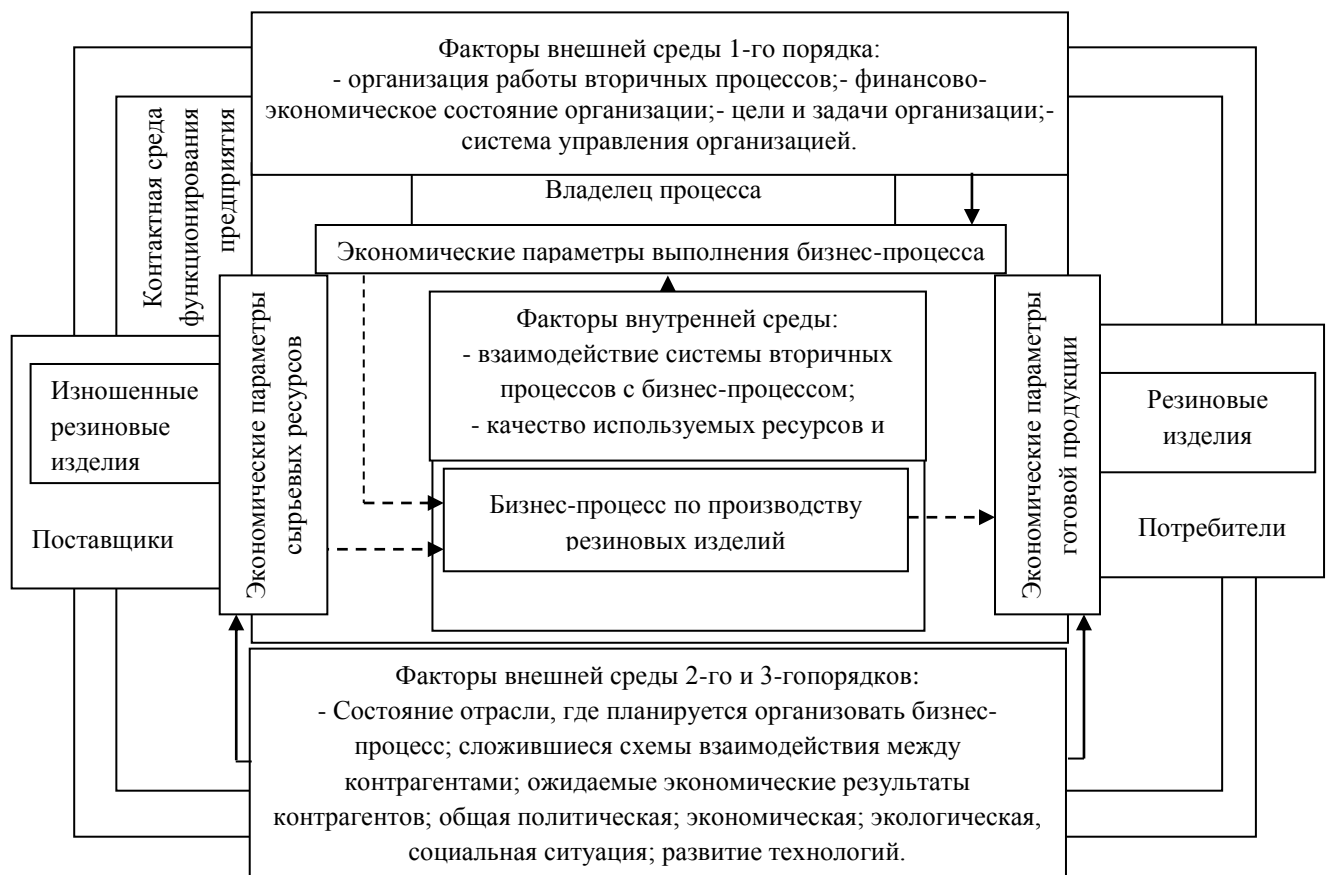 Факторы внешней среды 1-го порядка:
- организация работы вторичных процессов;- финансово-
экономическое состояние организации;- цели и задачи организации;-
система управления организацией.
Контактная среда
функционирования
предприятия
Владелец процесса
Экономические параметры выполнения бизнес-процесса
Экономические параметры
сырьевых ресурсов
Факторы внутренней среды:
- взаимодействие системы вторичных
процессов с бизнес-процессом;
- качество используемых ресурсов и
Экономические параметры
готовой продукции
Изношенные
резиновые
изделия
Поставщики
Бизнес-процесс по производству
резиновых изделий
Резиновые
изделия
Потребители
Факторы внешней среды 2-го и 3-гопорядков:
- Состояние отрасли, где планируется организовать бизнес-
процесс; сложившиеся схемы взаимодействия между
контрагентами; ожидаемые экономические результаты
контрагентов; общая политическая; экономическая; экологическая,
социальная ситуация; развитие технологий.